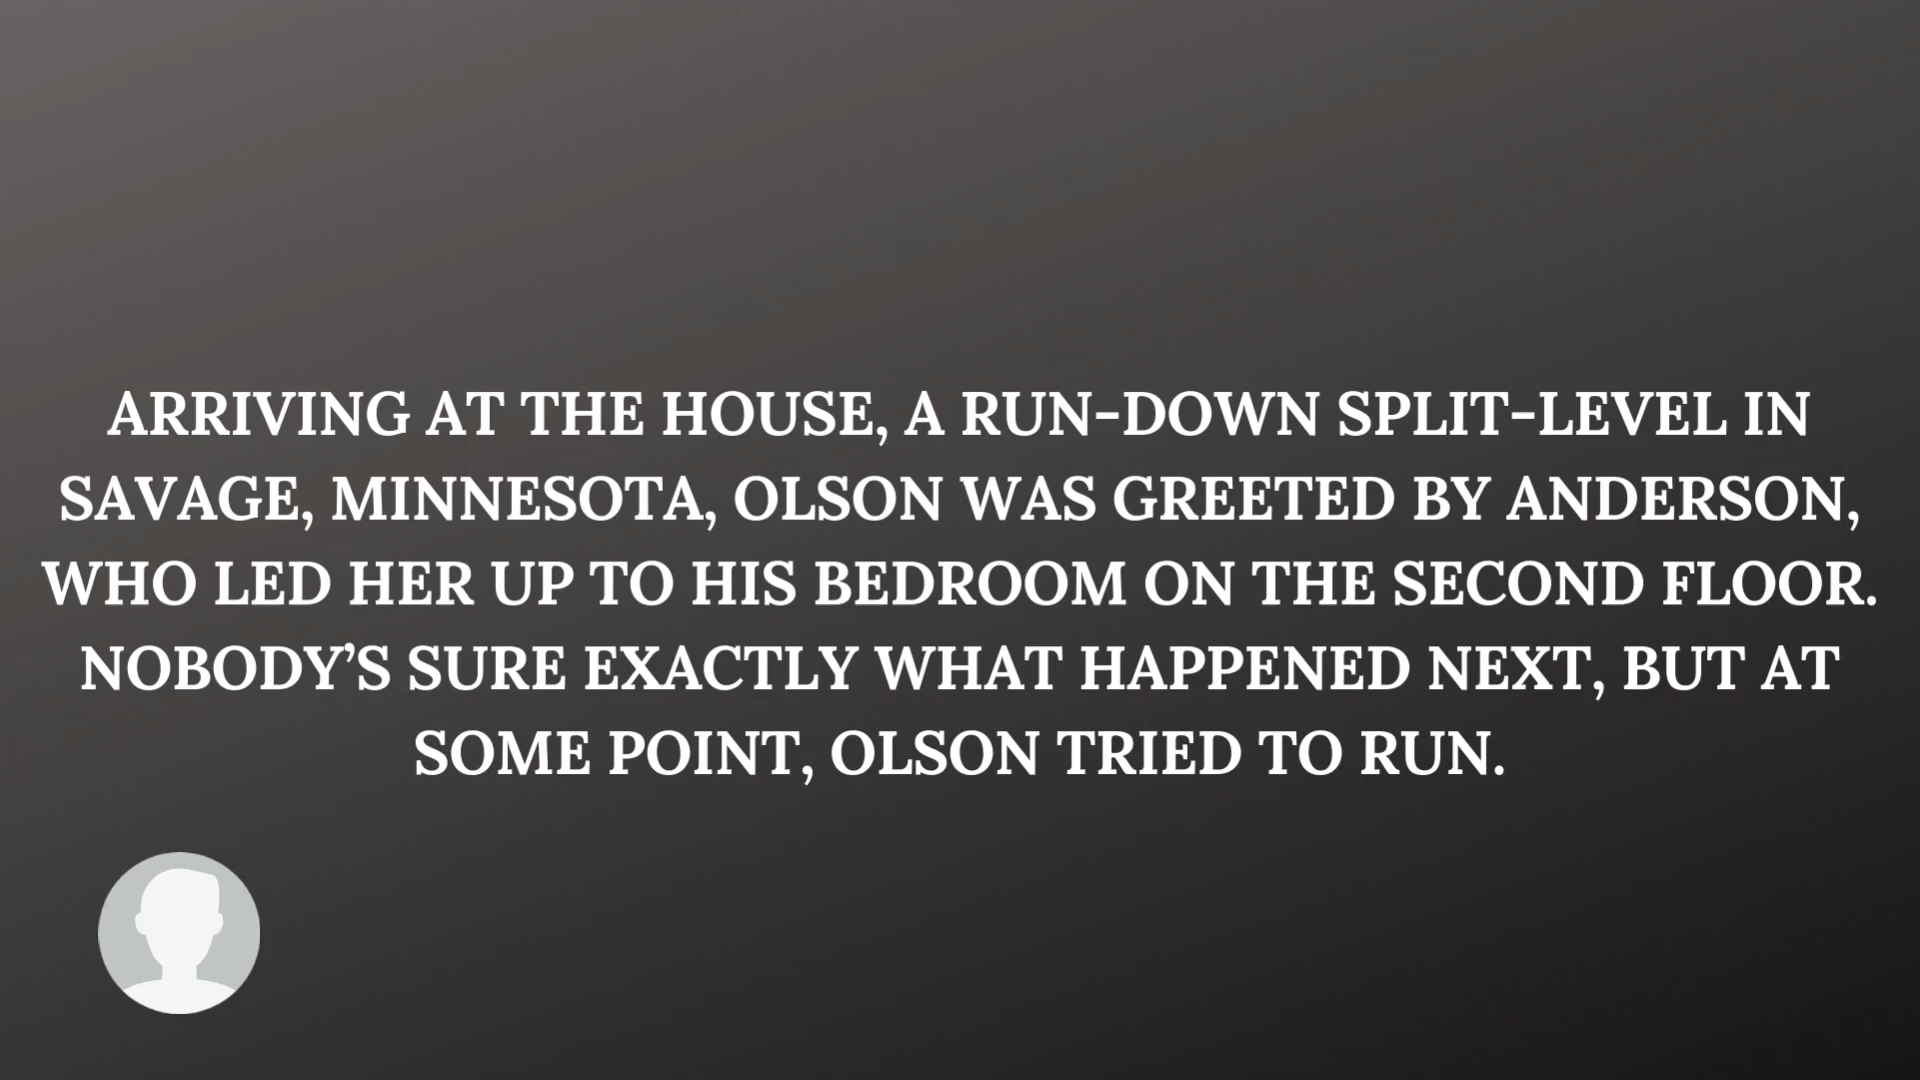 ARRIVING AT THE HOUSE, A RUN-DOWN SPLIT-LEVEL IN
SAVAGE, MINNESOTA, OLSON WAS GREETED BY ANDERSON,
WHO LED HER UP TO HIS BEDROOM ON THE SECOND FLOOR.
NOBODY’S SURE EXACTLY WHAT HAPPENED NEXT, BUT AT
SOME POINT, OLSON TRIED TO RUN.